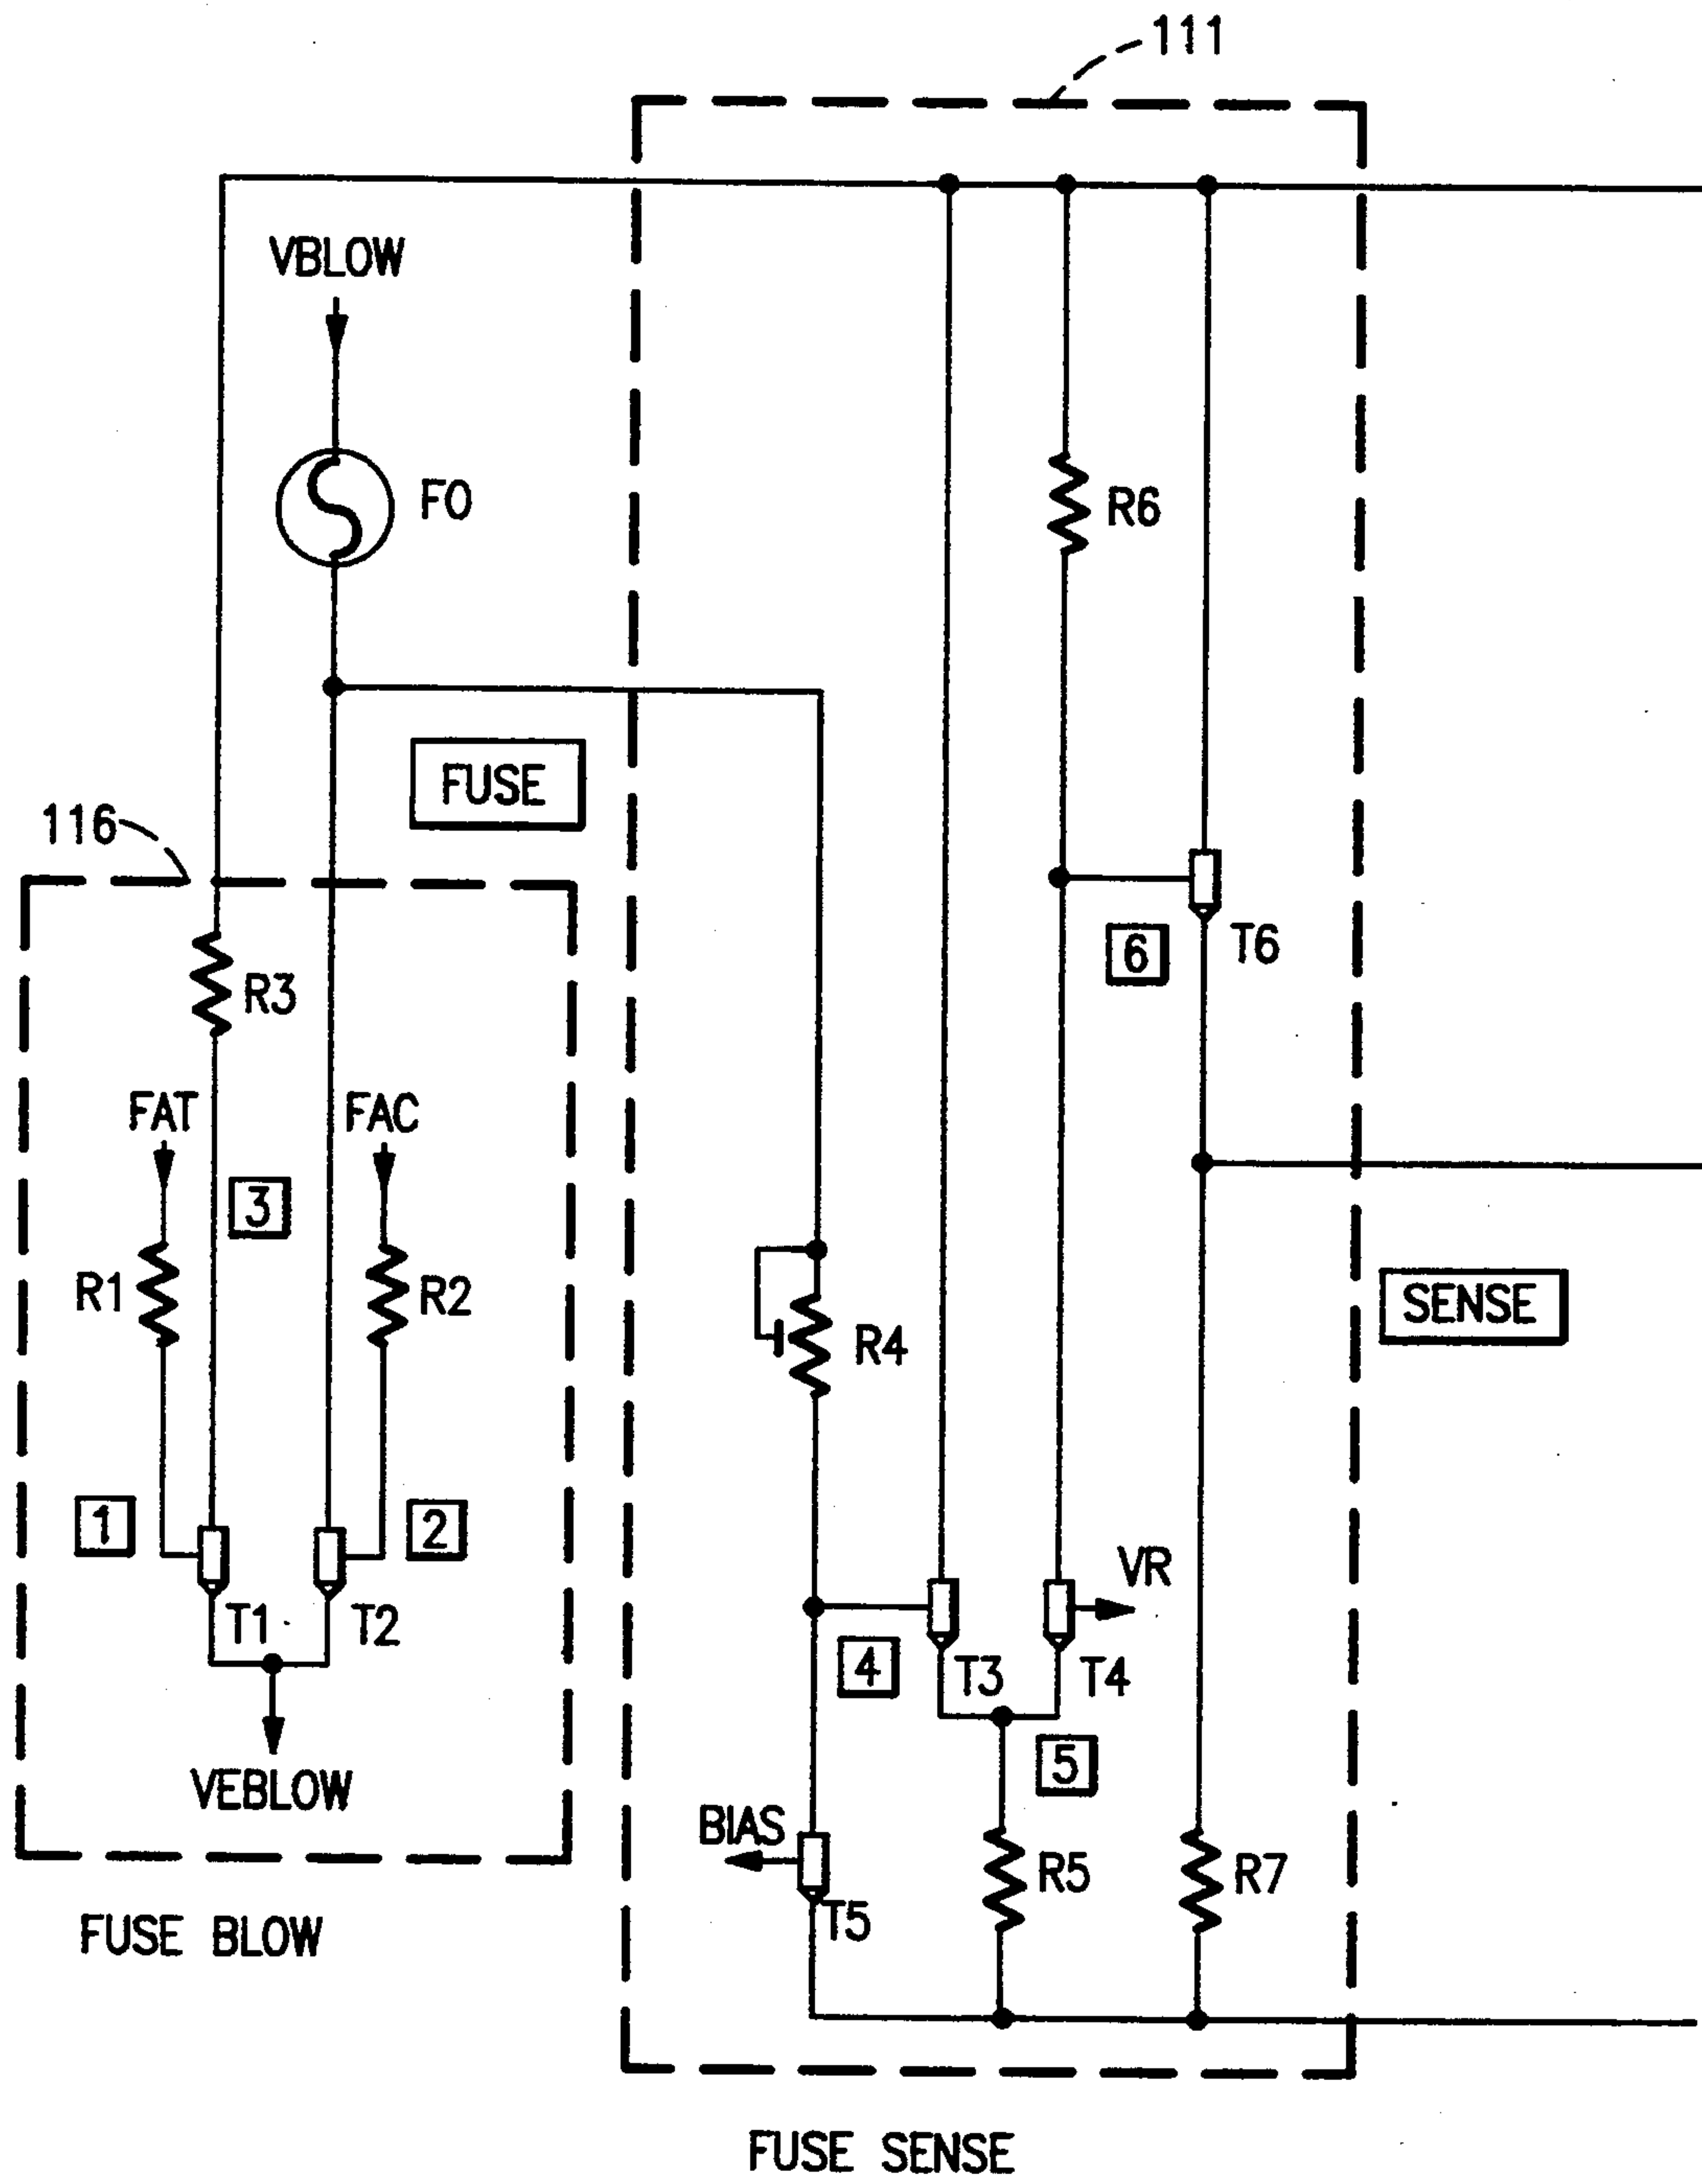 111
VBLOW
F0
R6
FUSE
116
6
T6
R3
FAT
FAC
3
R1
R2
SENSE
R4
1
2
VR
T1
T2
4
T3
T4
5
VEBLOW
BIAS
R5
R7
T5
FUSE BLOW
FUSE SENSE